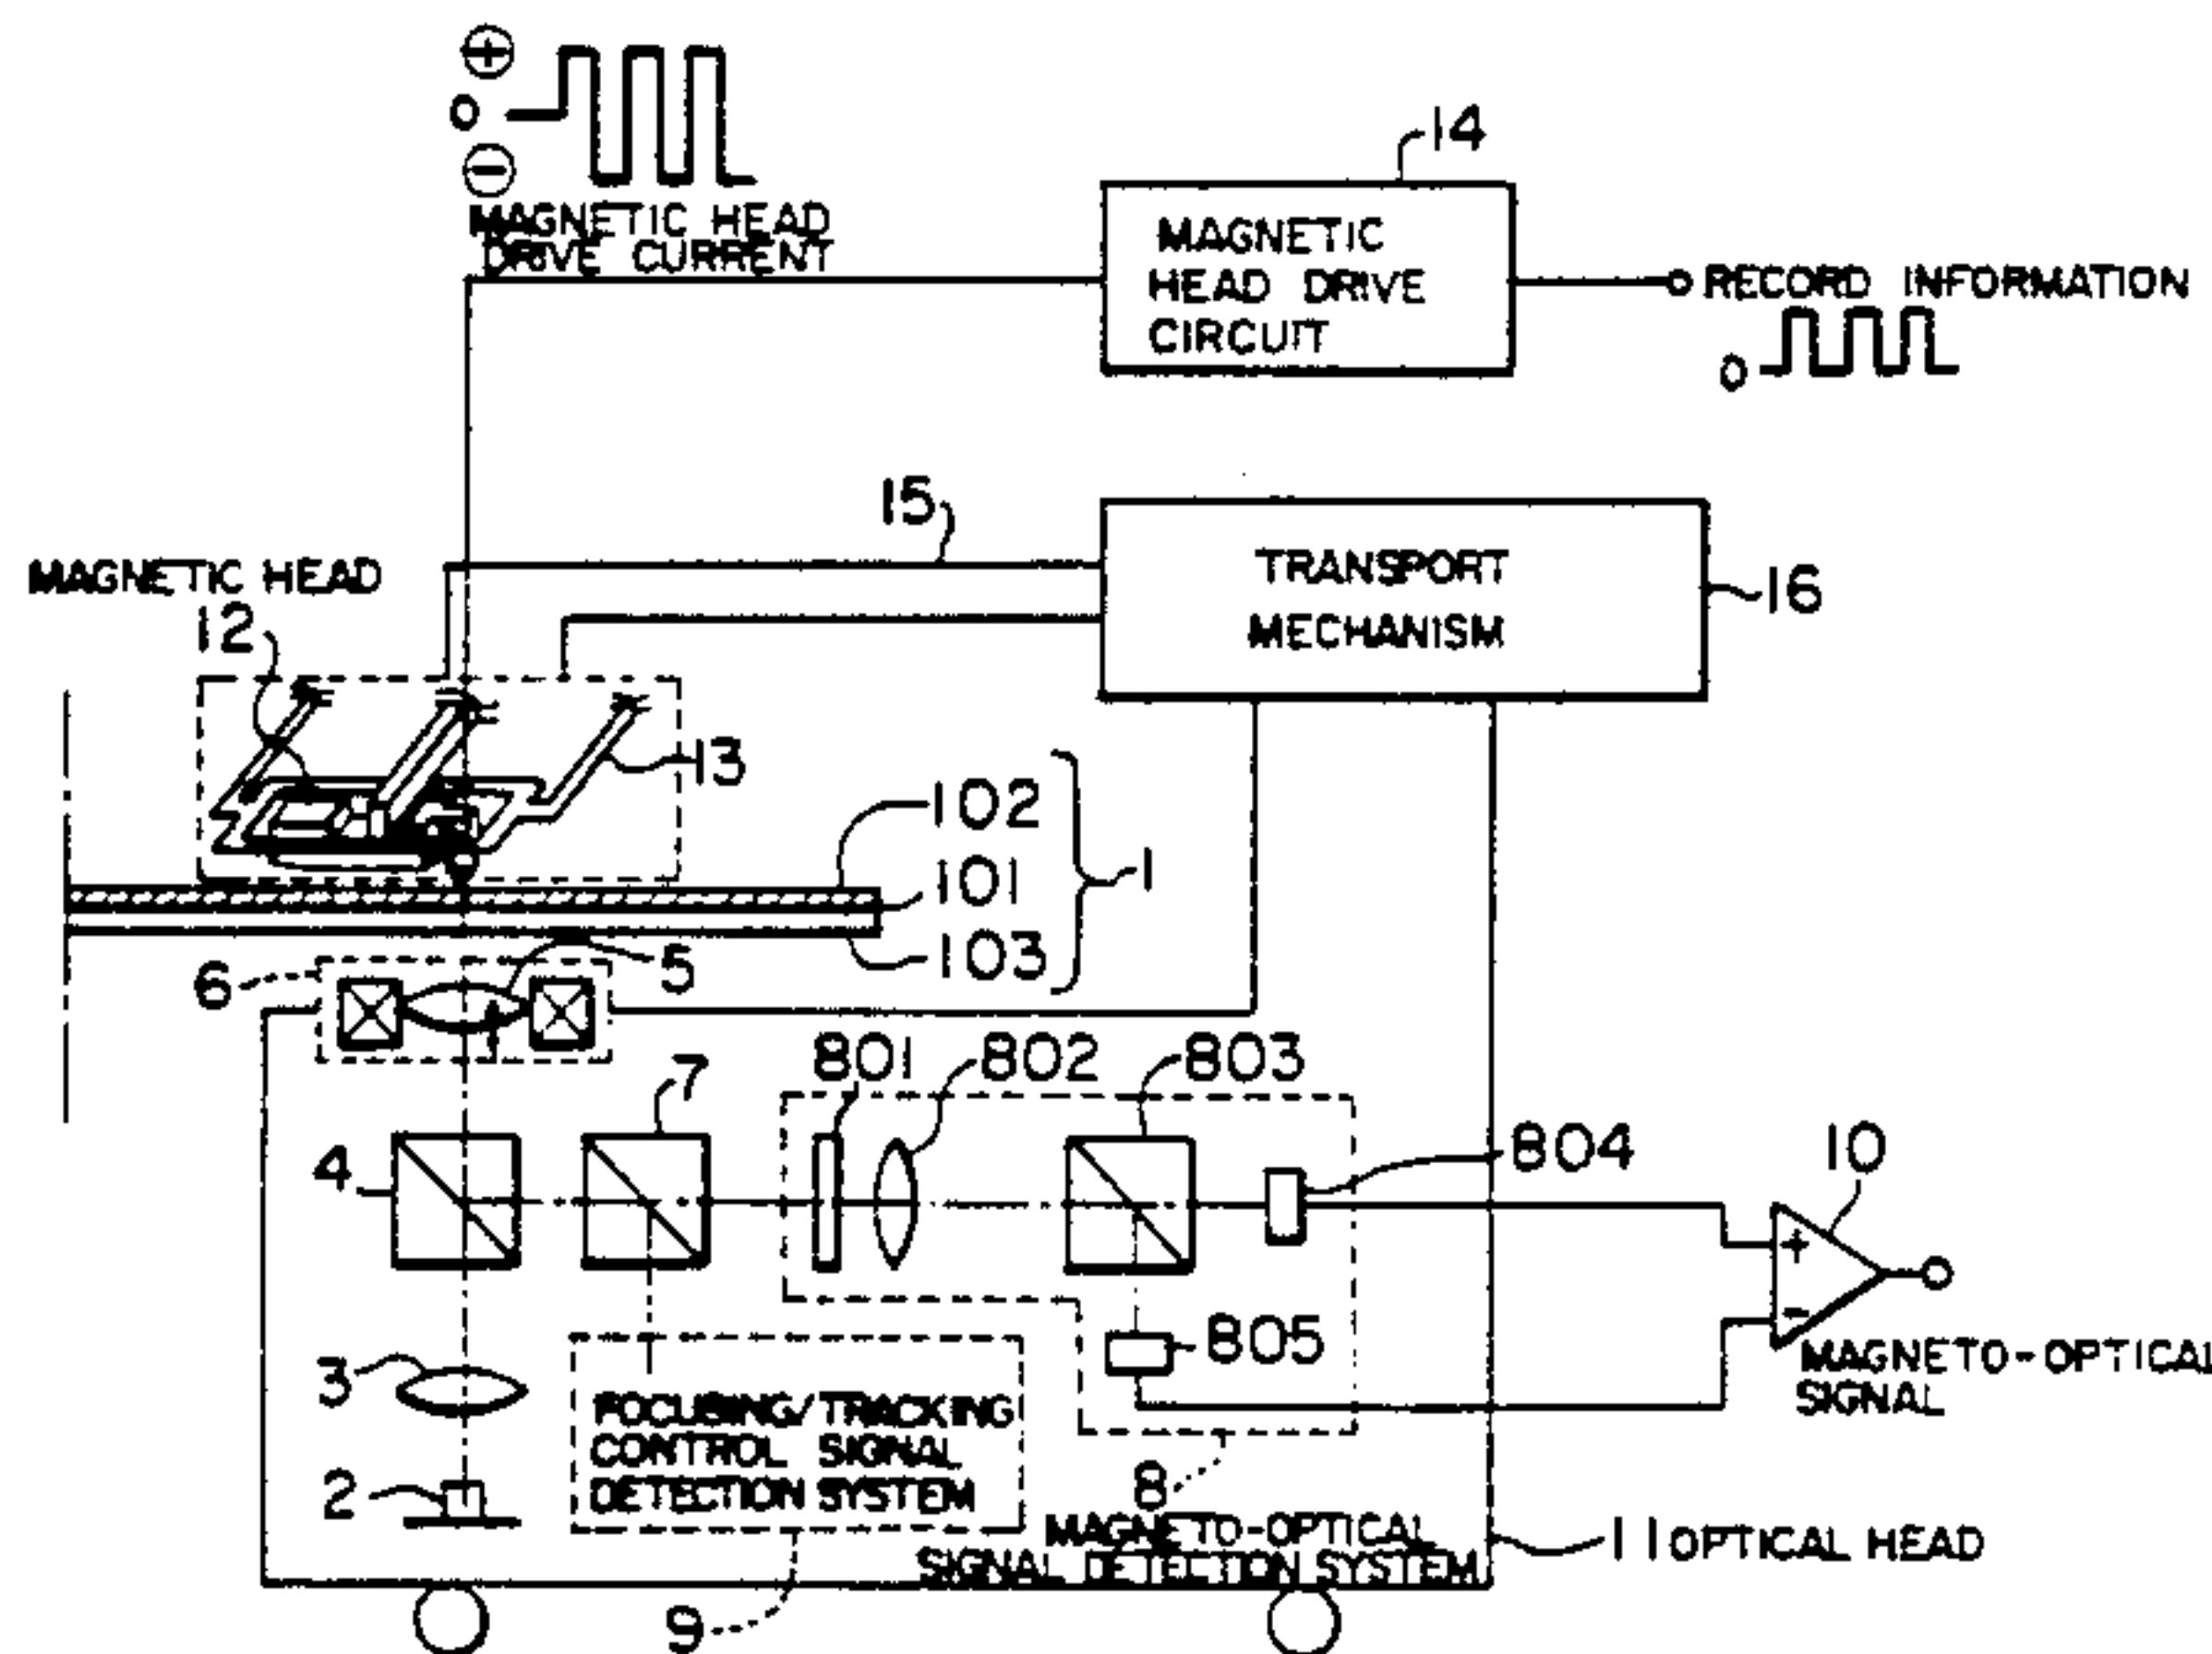 ⊕
0
⊖
MAGNETIC HEAD
DRIVE CURRENT
14
MAGNETIC
HEAD DRIVE
CIRCUIT
RECORD INFORMATION
0
15
TRANSPORT
MECHANISM
16
MAGNETIC HEAD
12
13
102
101
103
1
6
5
801
802
803
7
4
804
10
+
−
805
MAGNETO-OPTICAL
SIGNAL
3
2
FOCUSING/TRACKING
CONTROL SIGNAL
DETECTION SYSTEM
8
MAGNETO-OPTICAL
SIGNAL DETECTION SYSTEM
11 OPTICAL HEAD
9